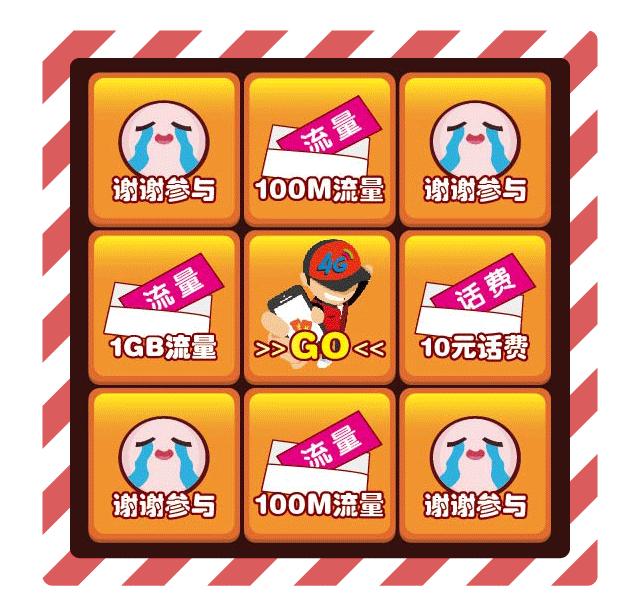 谢谢参与
流量
100M流量
谢谢参与
流量
1GB流量
4G
>>GO<<
话费
10元话费
谢谢参与
流量
100M流量
谢谢参与